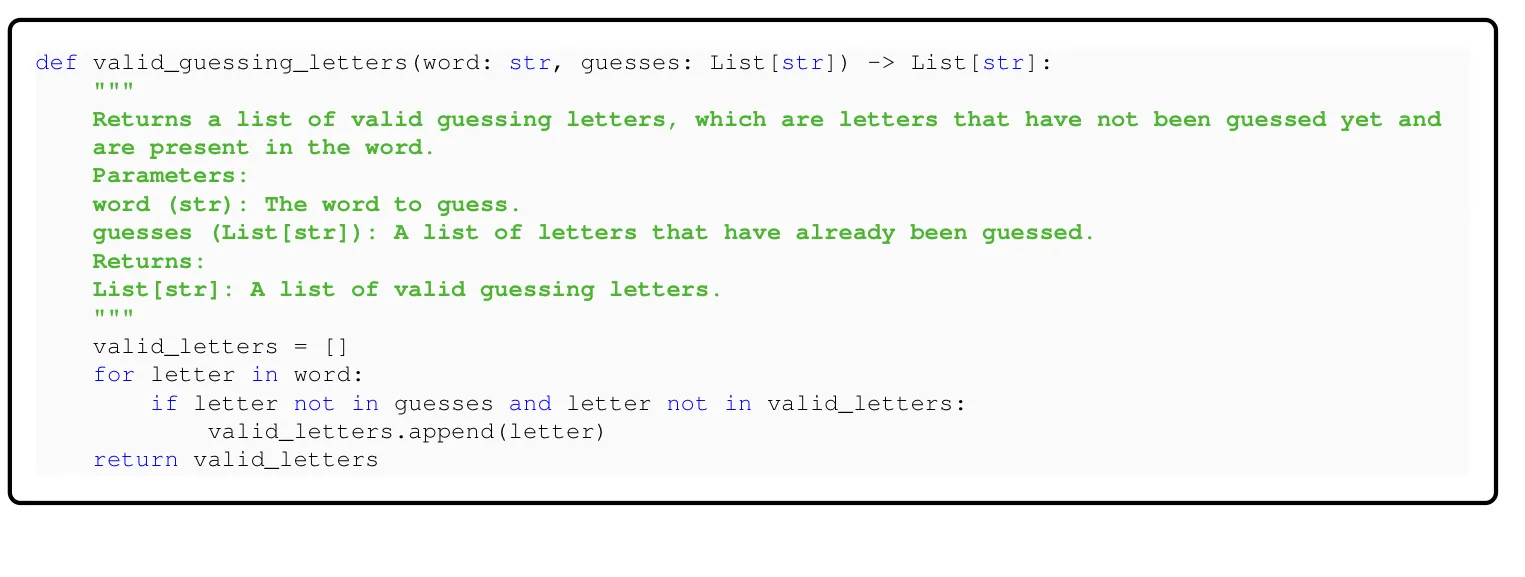 def valid_guessing_letters(word: str, guesses: List[str]) -> List[str]:
    """
    Returns a list of valid guessing letters, which are letters that have not been guessed yet and
    are present in the word.
    Parameters:
    word (str): The word to guess.
    guesses (List[str]): A list of letters that have already been guessed.
    Returns:
    List[str]: A list of valid guessing letters.
    """
    valid_letters = []
    for letter in word:
        if letter not in guesses and letter not in valid_letters:
            valid_letters.append(letter)
    return valid_letters